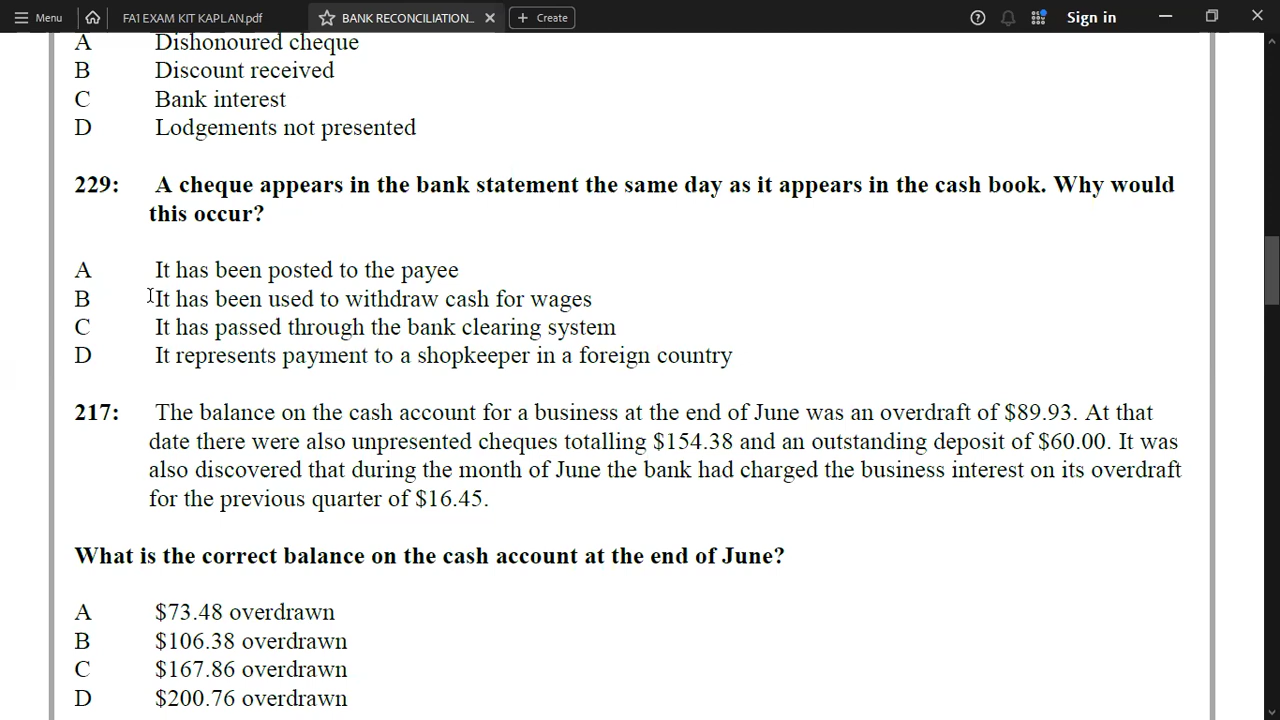 Menu
FA1 EXAM KIT KAPLAN.pdf
BANK RECONCILIATION...
Create
Sign in
A Dishonoured cheque
B Discount received
C Bank interest
D Lodgements not presented
229: A cheque appears in the bank statement the same day as it appears in the cash book. Why would
this occur?
A It has been posted to the payee
B It has been used to withdraw cash for wages
C It has passed through the bank clearing system
D It represents payment to a shopkeeper in a foreign country
217: The balance on the cash account for a business at the end of June was an overdraft of $89.93. At that
date there were also unpresented cheques totalling $154.38 and an outstanding deposit of $60.00. It was
also discovered that during the month of June the bank had charged the business interest on its overdraft
for the previous quarter of $16.45.
What is the correct balance on the cash account at the end of June?
A $73.48 overdrawn
B $106.38 overdrawn
C $167.86 overdrawn
D $200.76 overdrawn